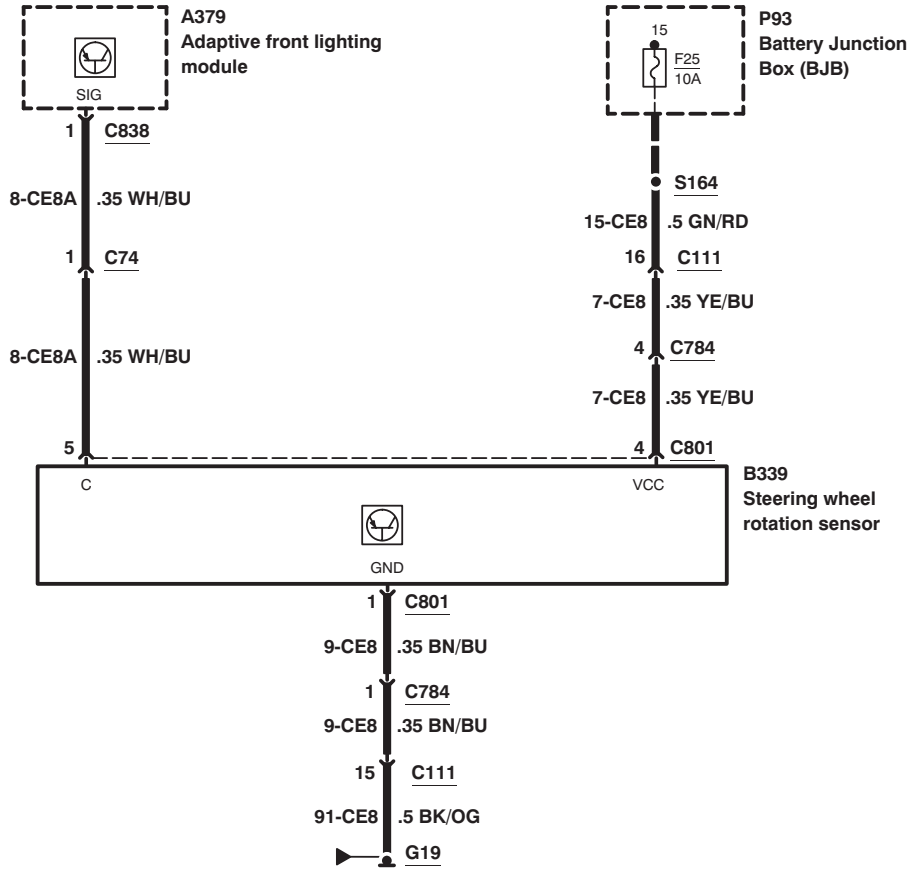 A379
Adaptive front lighting
module
SIG
P93
Battery Junction
Box (BJB)
15
F25
10A
1 C838
8-CE8A .35 WH/BU
1 C74
8-CE8A .35 WH/BU
5
S164
15-CE8 .5 GN/RD
16 C111
7-CE8 .35 YE/BU
4 C784
7-CE8 .35 YE/BU
4 C801
C
VCC
GND
B339
Steering wheel
rotation sensor
1 C801
9-CE8 .35 BN/BU
1 C784
9-CE8 .35 BN/BU
15 C111
91-CE8 .5 BK/OG
G19